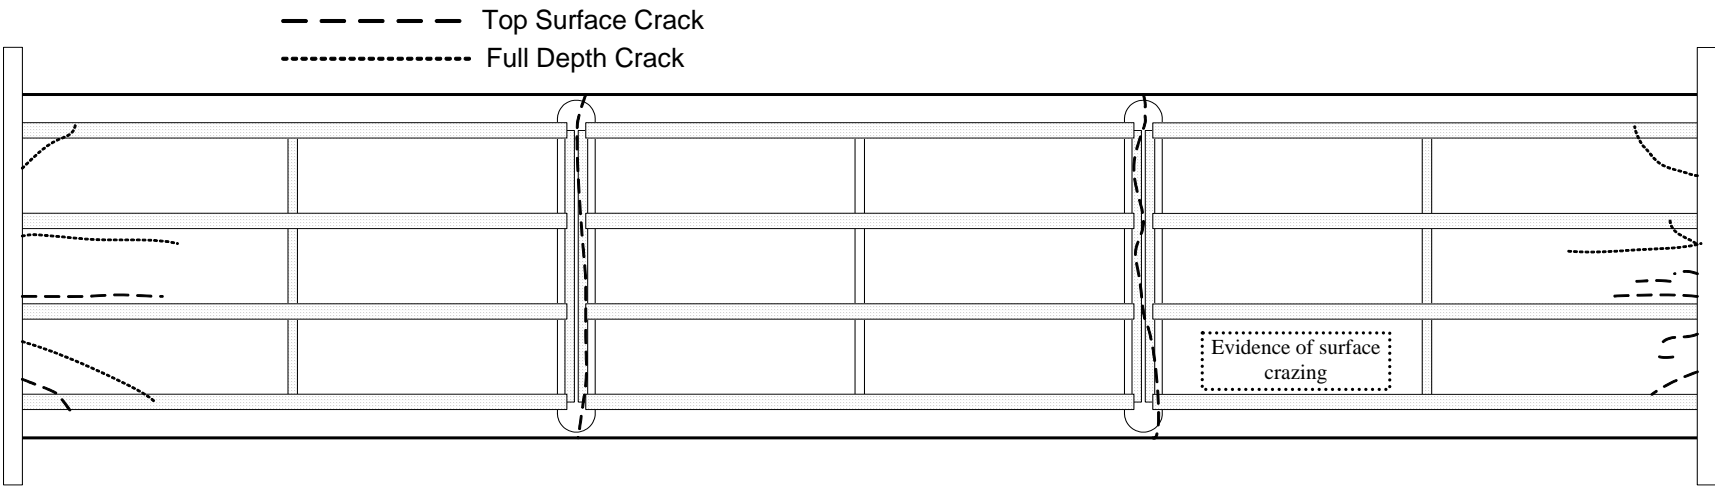 Top Surface Crack
Full Depth Crack
Evidence of surface
crazing